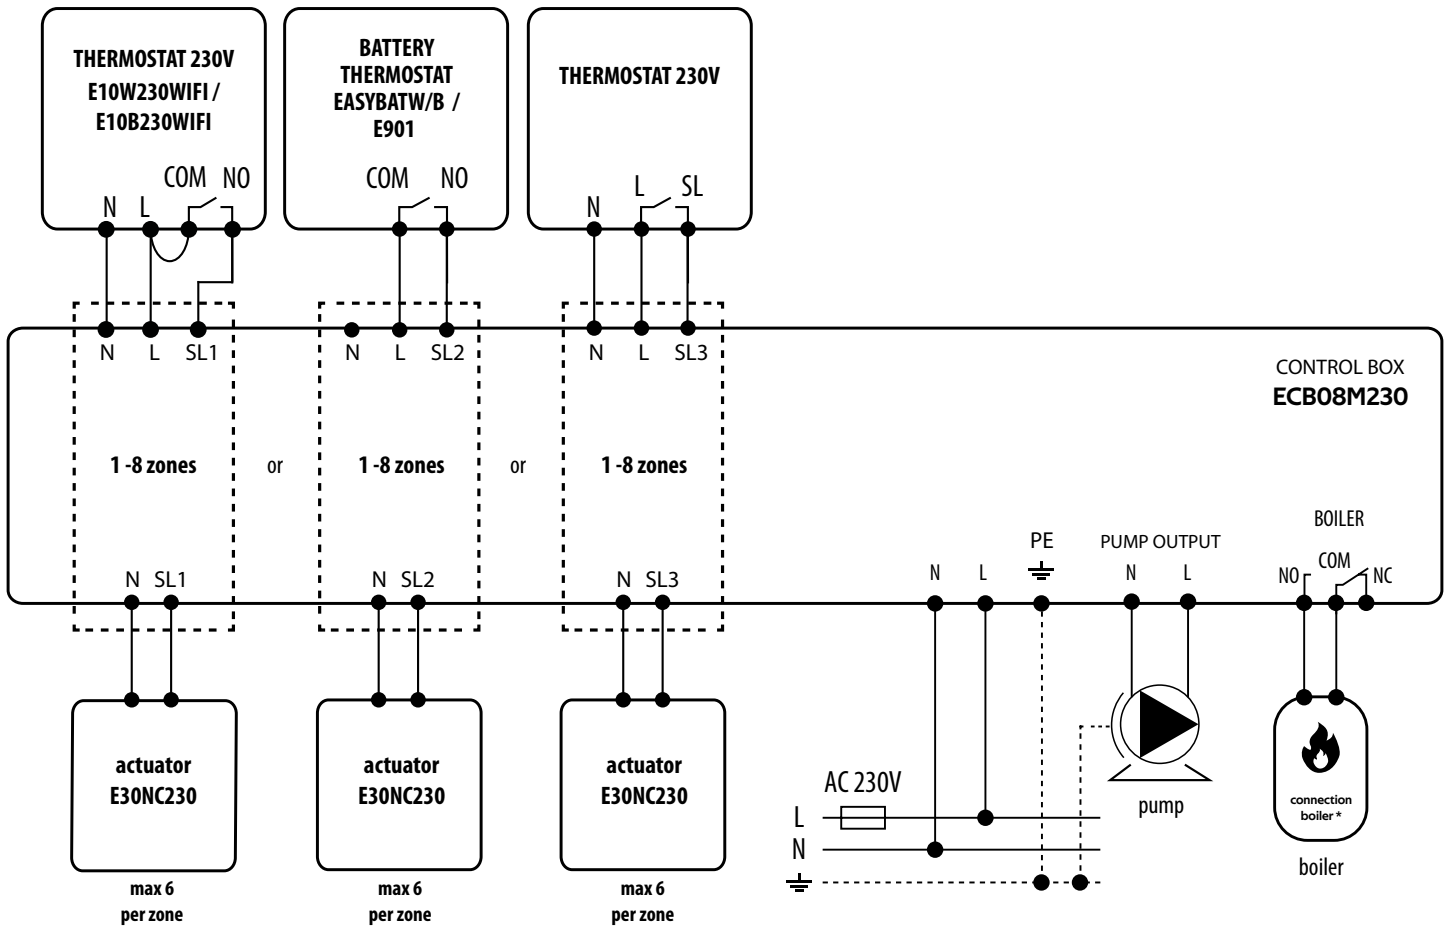 THERMOSTAT 230V
E10W230WIFI /
E10B230WIFI
N L COM NO
BATTERY
THERMOSTAT
EASYBATW/B /
E901
COM NO
THERMOSTAT 230V
N L SL
N L SL1
N L SL2
N L SL3
CONTROL BOX
ECB08M230
1 -8 zones
or
1 -8 zones
or
1 -8 zones
N SL1
N SL2
N SL3
N L PE
PUMP OUTPUT
N L
BOILER
NO COM NC
actuator
E30NC230
max 6
per zone
actuator
E30NC230
max 6
per zone
actuator
E30NC230
max 6
per zone
AC 230V
L
N
pump
connection
boiler *
boiler